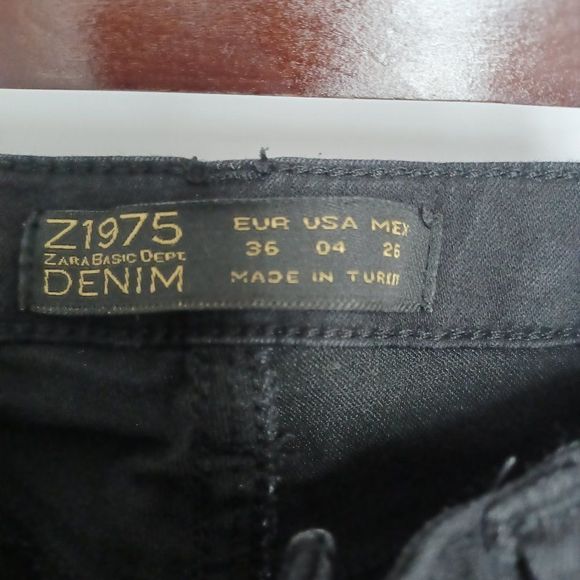 Z1975
ZARA BASIC DEPT
DENIM
EUR USA MEX
36 04 26
MADE IN TURKEY